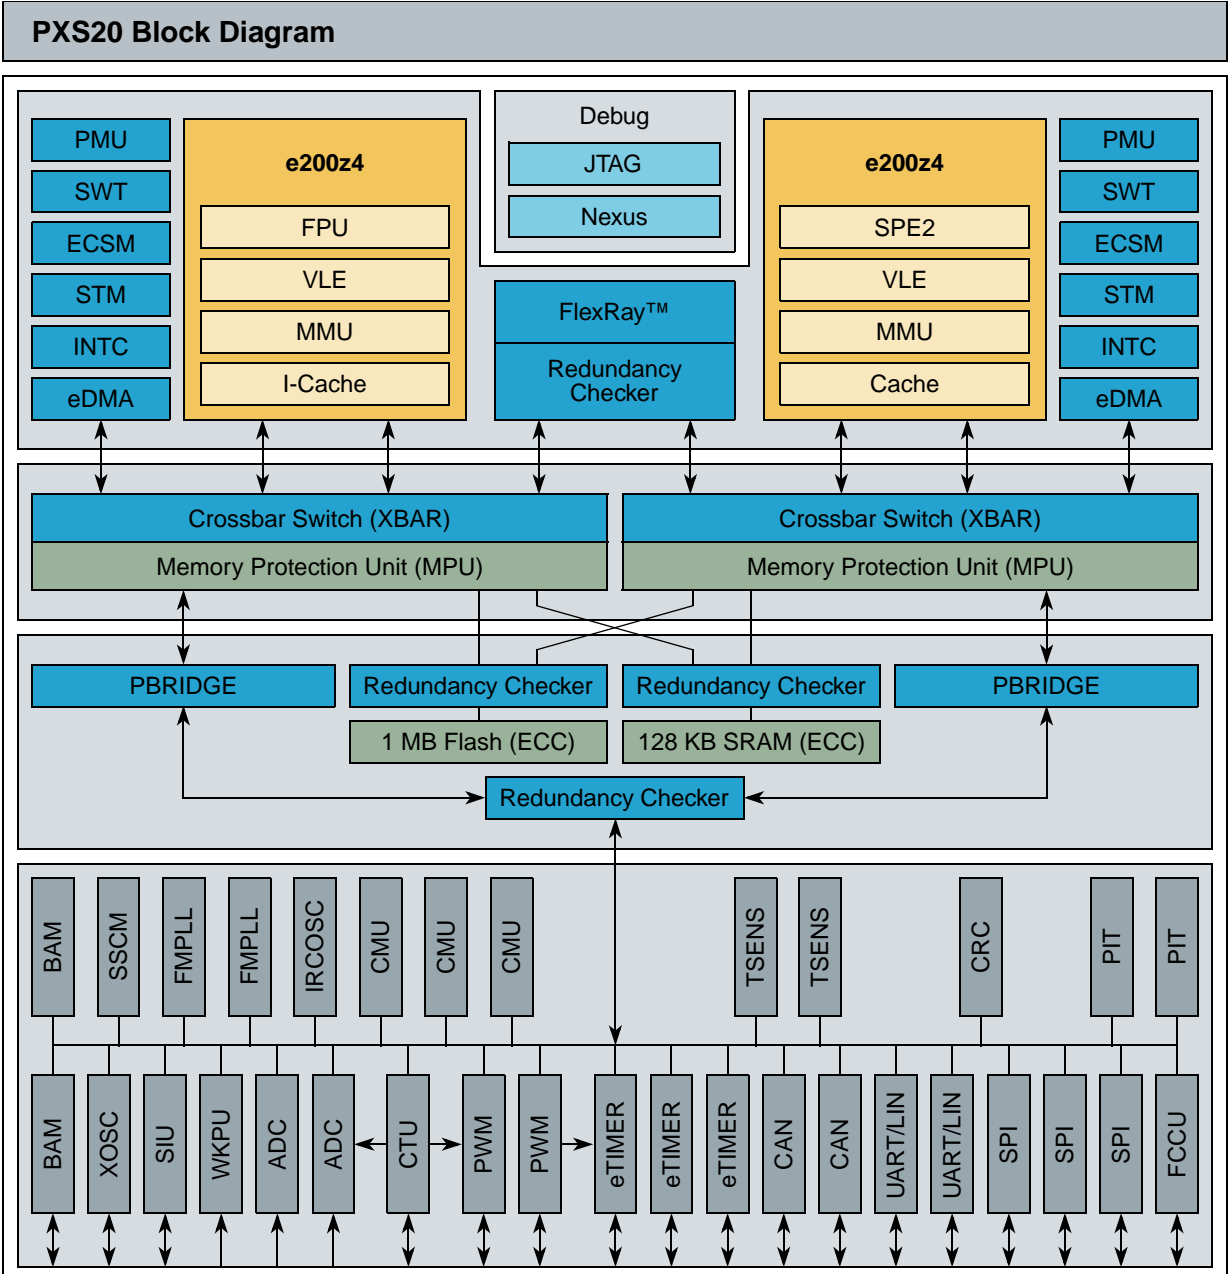 PXS20 Block Diagram
PMU
SWT
ECSM
STM
INTC
eDMA
e200z4
FPU
VLE
MMU
I-Cache
Debug
JTAG
Nexus
FlexRay™
Redundancy
Checker
e200z4
SPE2
VLE
MMU
Cache
PMU
SWT
ECSM
STM
INTC
eDMA
Crossbar Switch (XBAR)
Memory Protection Unit (MPU)
Crossbar Switch (XBAR)
Memory Protection Unit (MPU)
PBRIDGE
Redundancy Checker
Redundancy Checker
PBRIDGE
1 MB Flash (ECC)
128 KB SRAM (ECC)
Redundancy Checker
BAM
SSCM
FMPLL
FMPLL
IRCOSC
CMU
CMU
CMU
TSENS
TSENS
CRC
PIT
PIT
BAM
XOSC
SIU
WKPU
ADC
ADC
CTU
PWM
PWM
eTIMER
eTIMER
eTIMER
CAN
CAN
UART/LIN
UART/LIN
SPI
SPI
SPI
FCCU